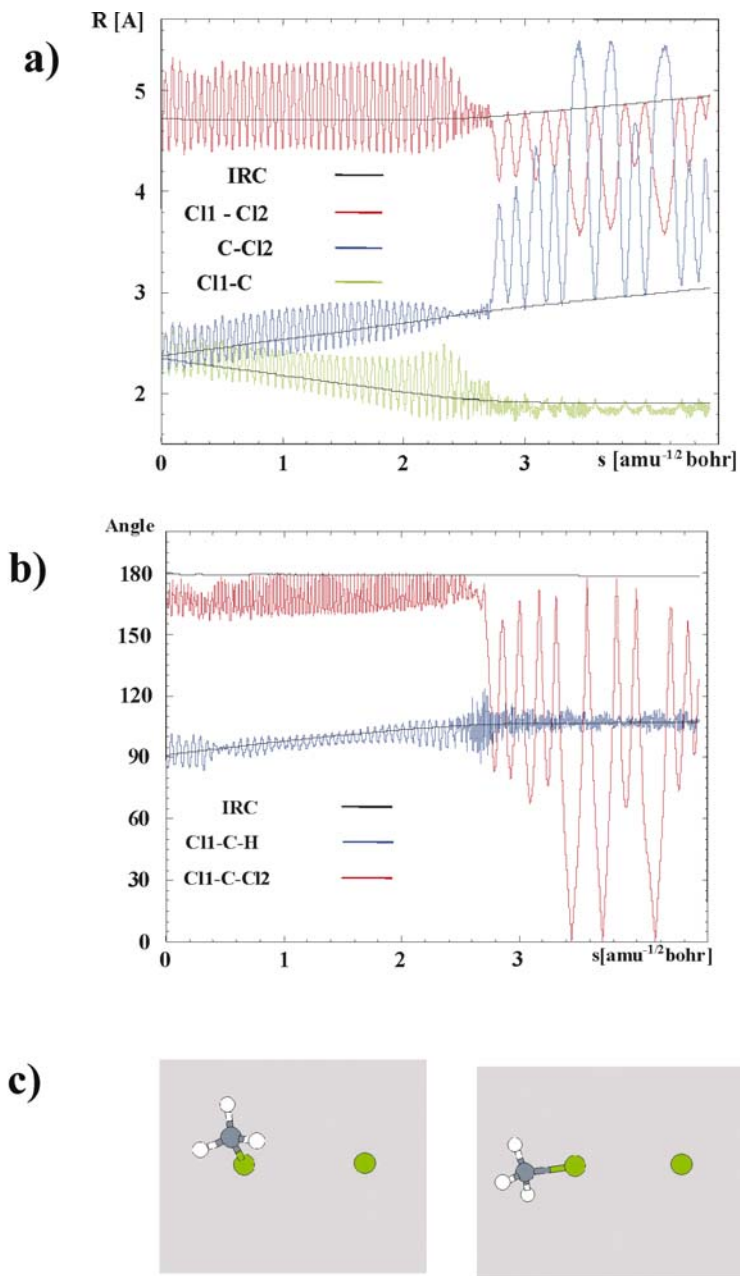 R [A]
a)
5
4
3
2
IRC
Cl1 - Cl2
C-Cl2
Cl1-C
0 1 2 3 s [amu-1/2 bohr]
Angle
b)
180
150
120
90
60
30
0
IRC
Cl1-C-H
Cl1-C-Cl2
0 1 2 3 s[amu-1/2bohr]
c)